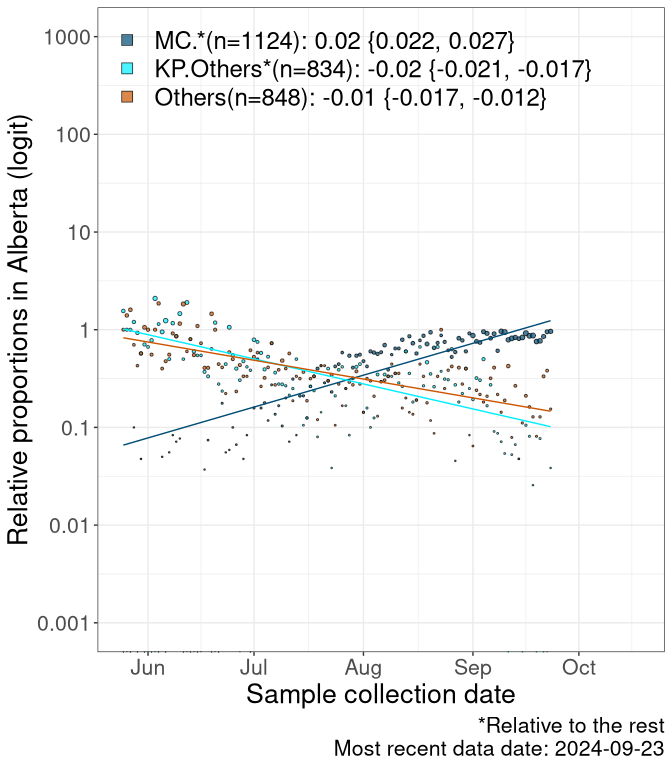 MC.*(n=1124): 0.02 {0.022, 0.027}
KP.Others*(n=834): -0.02 {-0.021, -0.017}
Others(n=848): -0.01 {-0.017, -0.012}
Relative proportions in Alberta (logit)
1000
100
10
1
0.1
0.01
0.001
Jun Jul Aug Sep Oct
Sample collection date
*Relative to the rest
Most recent data date: 2024-09-23